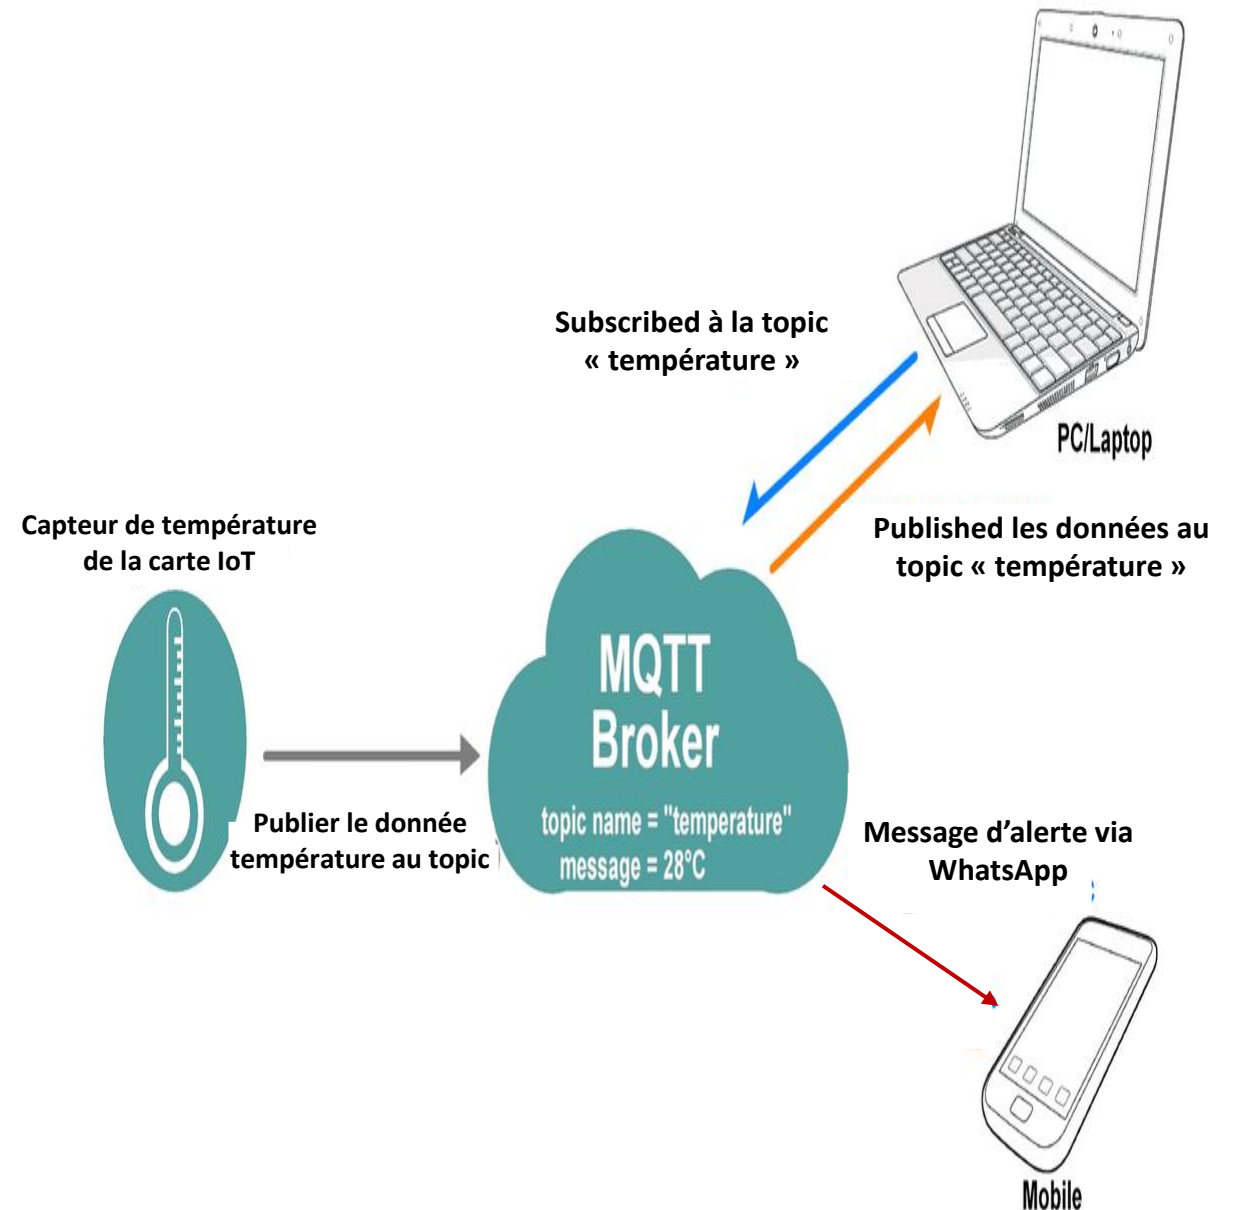 Subscribed à la topic
« température »
PC/Laptop
Capteur de température
de la carte IoT
Published les données au
topic « température »
MQTT
Broker
topic name = "temperature"
message = 28°C
Publier le donnée
température au topic
Message d’alerte via
WhatsApp
Mobile